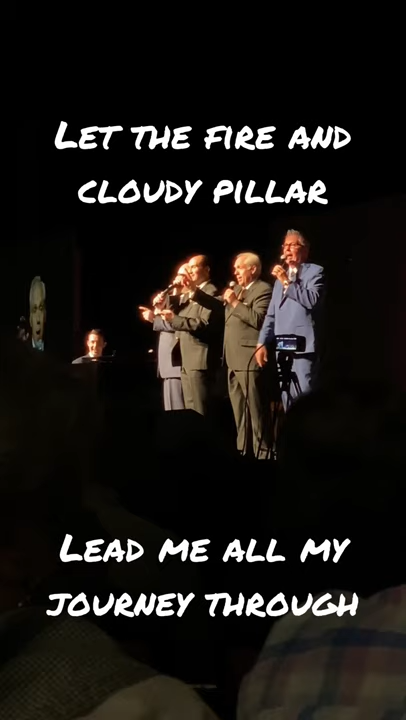 Let the fire and
cloudy pillar
Lead me all my
journey through